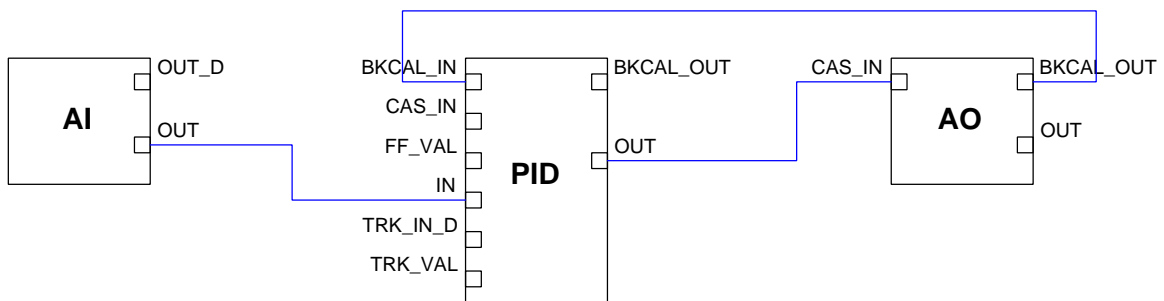 AI
OUT_D
OUT
BKCAL_IN
CAS_IN
FF_VAL
IN
TRK_IN_D
TRK_VAL
PID
BKCAL_OUT
OUT
CAS_IN
AO
BKCAL_OUT
OUT